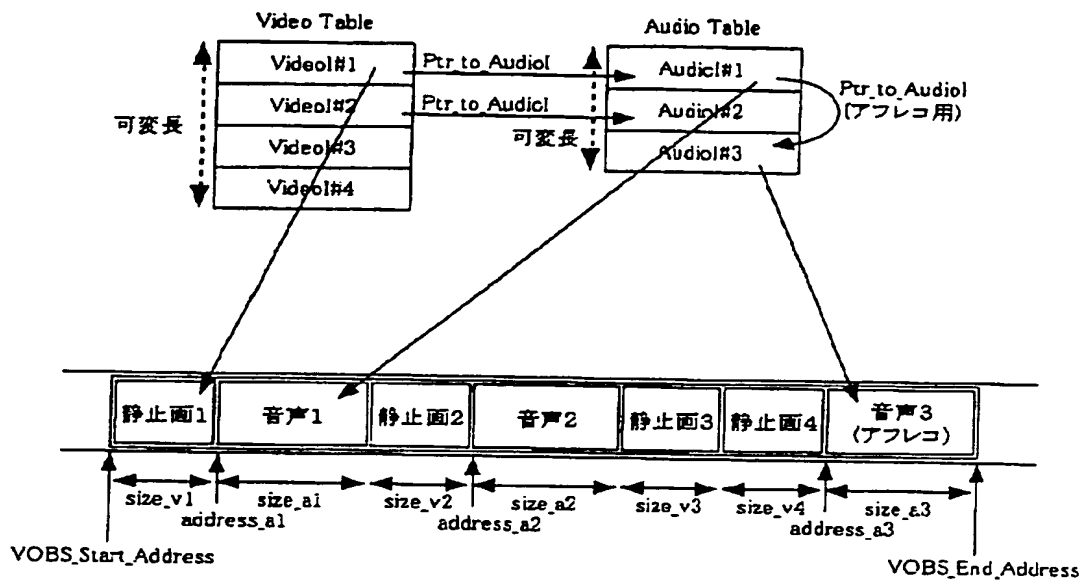 Video Table
Audio Table
VideoI#1
VideoI#2
VideoI#3
VideoI#4
可変長
Ptr_to_AudioI
Ptr_to_AudioI
可変長
AudioI#1
AudioI#2
AudioI#3
Ptr_to_AudioI
(アフレコ用)
静止画1
音声1
静止画2
音声2
静止画3
静止画4
音声3
(アフレコ)
size_v1
size_a1
size_v2
size_a2
size_v3
size_v4
size_a3
address_a1
address_a2
address_a3
VOBS_Start_Address
VOBS_End_Address